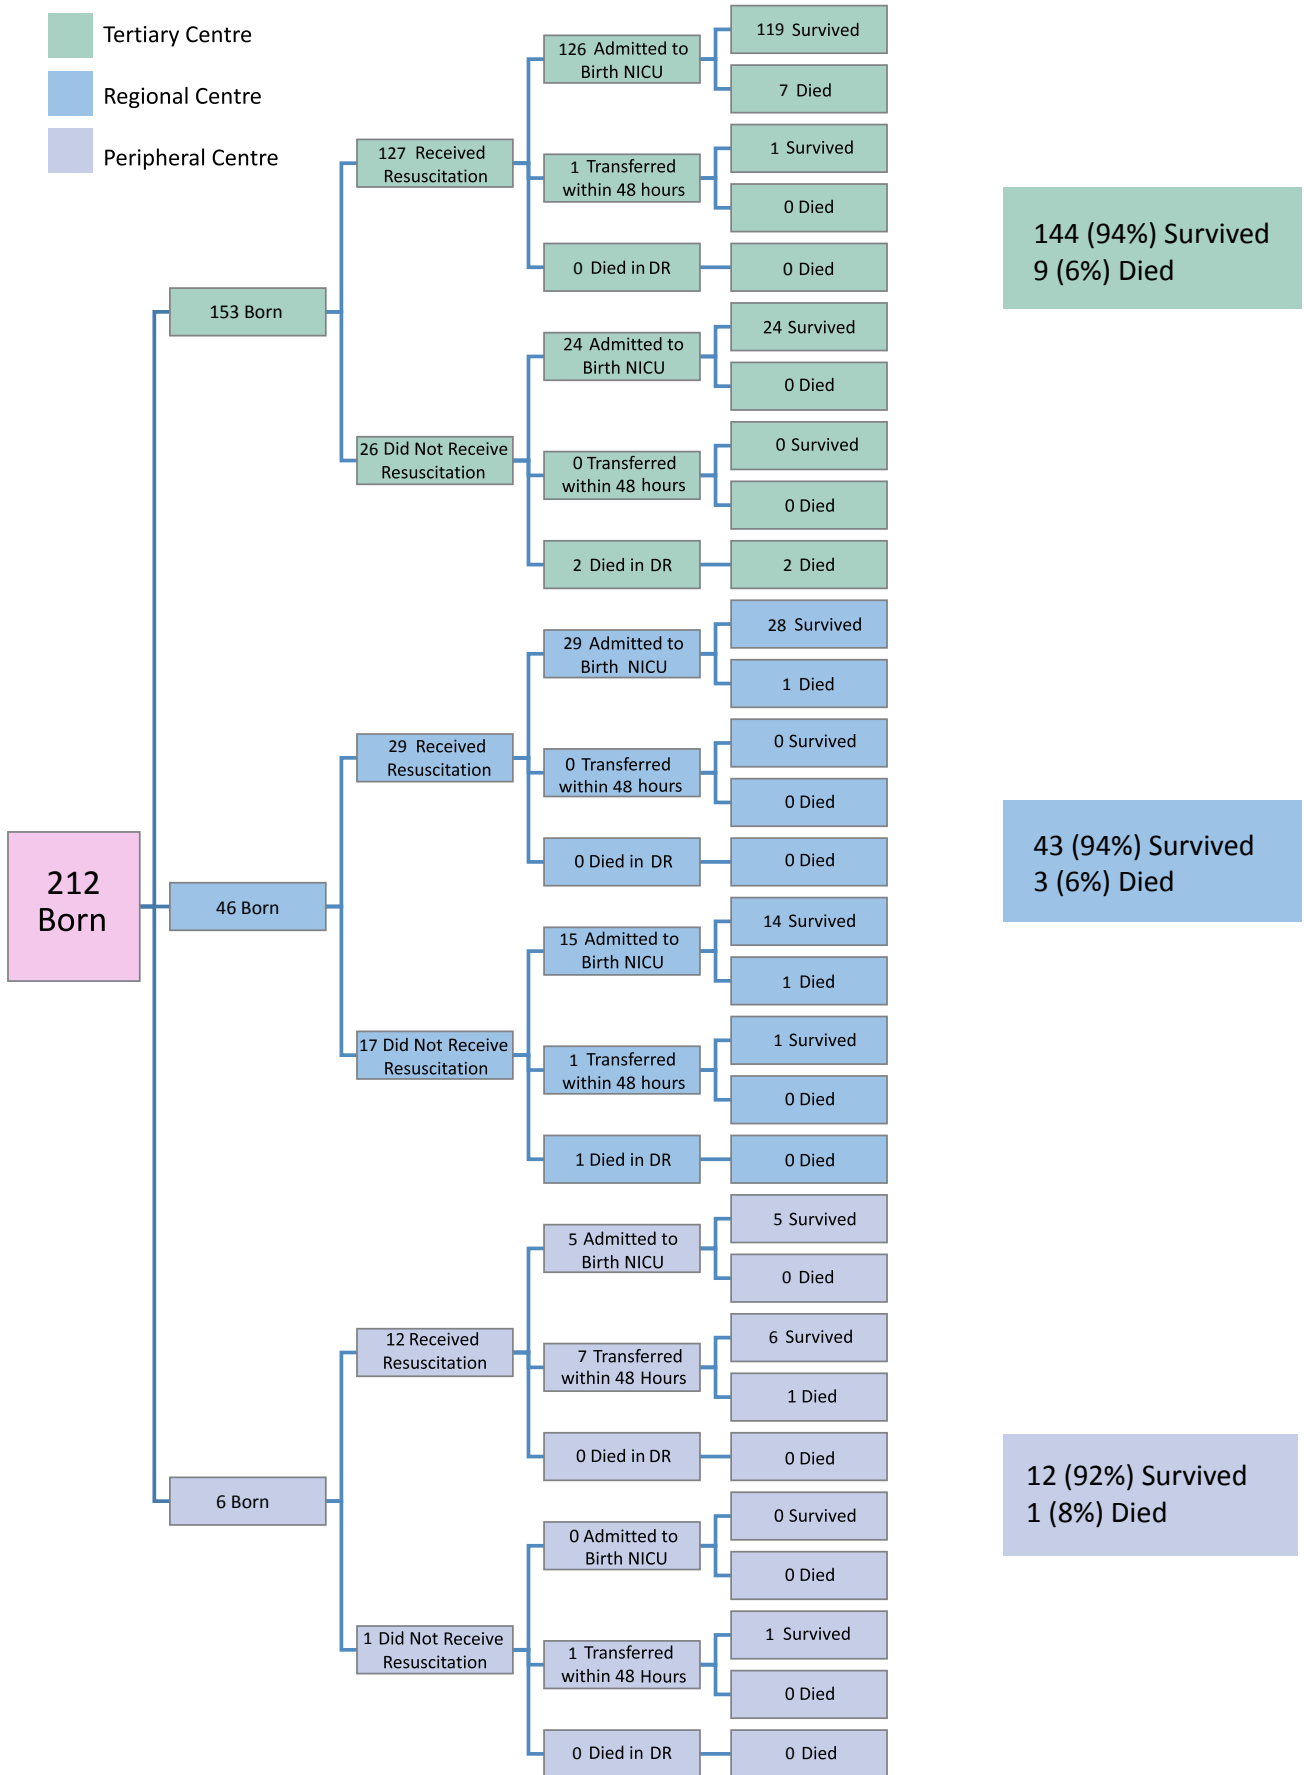 Tertiary Centre
Regional Centre
Peripheral Centre
212
Born
153 Born
127 Received
Resuscitation
126 Admitted to
Birth NICU
119 Survived
7 Died
1 Transferred
within 48 hours
1 Survived
0 Died
0 Died in DR
0 Died
26 Did Not Receive
Resuscitation
24 Admitted to
Birth NICU
24 Survived
0 Died
0 Transferred
within 48 hours
0 Survived
0 Died
2 Died in DR
2 Died
144 (94%) Survived
9 (6%) Died
46 Born
29 Received
Resuscitation
29 Admitted to
Birth NICU
28 Survived
1 Died
0 Transferred
within 48 hours
0 Survived
0 Died
0 Died in DR
0 Died
17 Did Not Receive
Resuscitation
15 Admitted to
Birth NICU
14 Survived
1 Died
1 Transferred
within 48 hours
1 Survived
0 Died
1 Died in DR
0 Died
43 (94%) Survived
3 (6%) Died
6 Born
12 Received
Resuscitation
5 Admitted to
Birth NICU
5 Survived
0 Died
7 Transferred
within 48 Hours
6 Survived
1 Died
0 Died in DR
0 Died
1 Did Not Receive
Resuscitation
0 Admitted to
Birth NICU
0 Survived
0 Died
1 Transferred
within 48 Hours
1 Survived
0 Died
0 Died in DR
0 Died
12 (92%) Survived
1 (8%) Died